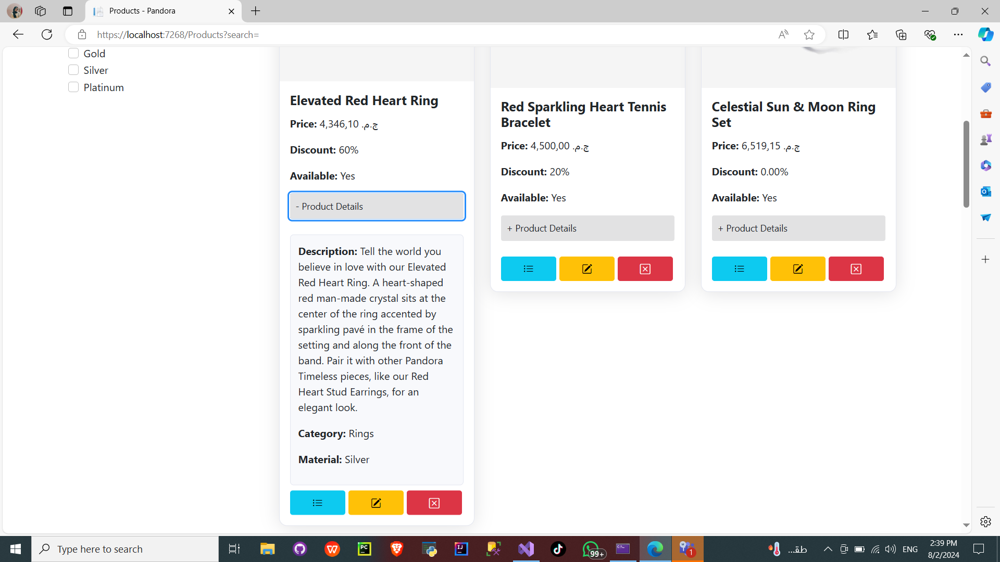 Products - Pandora
https://localhost:7268/Products?search=
Gold
Silver
Platinum
Elevated Red Heart Ring
Price: 4,346٫10 ج.م.
Discount: 60%
Available: Yes
- Product Details
Description: Tell the world you
believe in love with our Elevated
Red Heart Ring. A heart-shaped
red man-made crystal sits at the
center of the ring accented by
sparkling pavé in the frame of the
setting and along the front of the
band. Pair it with other Pandora
Timeless pieces, like our Red
Heart Stud Earrings, for an
elegant look.
Category: Rings
Material: Silver
Red Sparkling Heart Tennis
Bracelet
Price: 4,500٫00 ج.م.
Discount: 20%
Available: Yes
+ Product Details
Celestial Sun & Moon Ring
Set
Price: 6,519٫15 ج.م.
Discount: 0.00%
Available: Yes
+ Product Details
Type here to search
PC
IJ
99+
1
طقـ...
ENG
2:39 PM
8/2/2024